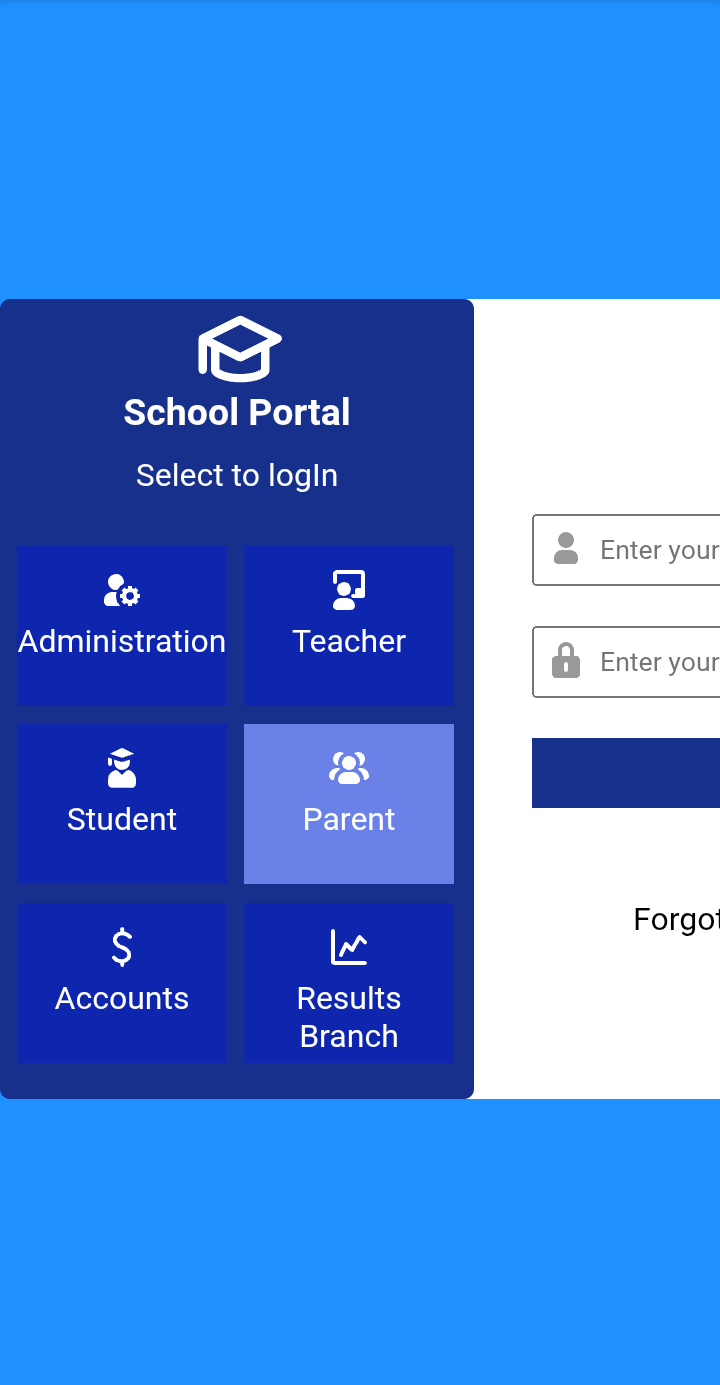 School Portal
Select to logIn
Administration
Teacher
Student
Parent
Accounts
Results
Branch
Enter your
Enter your
Forgot